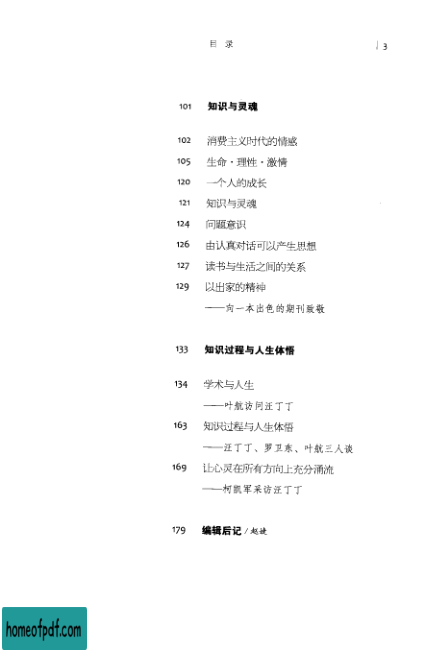 目 录 | 3
101 知识与灵魂
102 消费主义时代的情感
105 生命·理性·激情
120 一个人的成长
121 知识与灵魂
124 问题意识
126 由认真对话可以产生思想
127 读书与生活之间的关系
129 以出家的精神
——向一本出色的期刊致敬
133 知识过程与人生体悟
134 学术与人生
——叶航访问汪丁丁
163 知识过程与人生体悟
——汪丁丁、罗卫东、叶航三人谈
169 让心灵在所有方向上充分涌流
——柯凯军采访汪丁丁
179 编辑后记 / 赵
homeofpdf.com